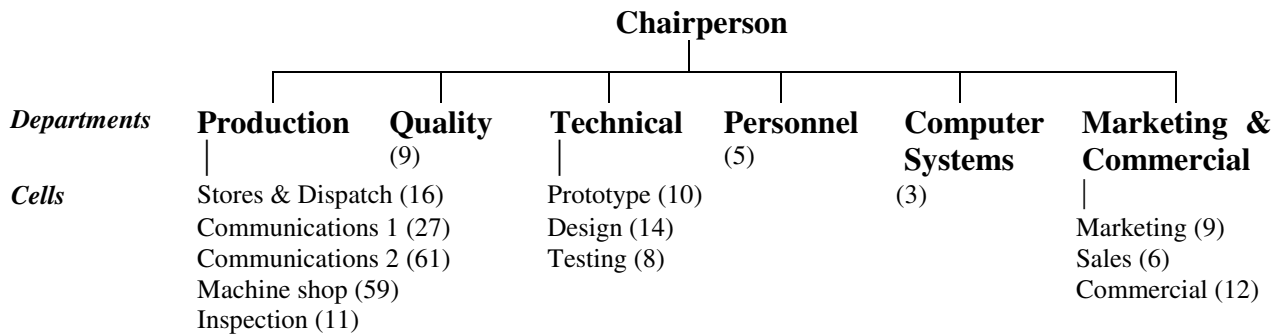 Chairperson
Departments Production Quality Technical Personnel Computer Marketing &
(9) (5) Systems Commercial
Cells Stores & Dispatch (16) Prototype (10) (3)
Communications 1 (27) Design (14) Marketing (9)
Communications 2 (61) Testing (8) Sales (6)
Machine shop (59) Commercial (12)
Inspection (11)